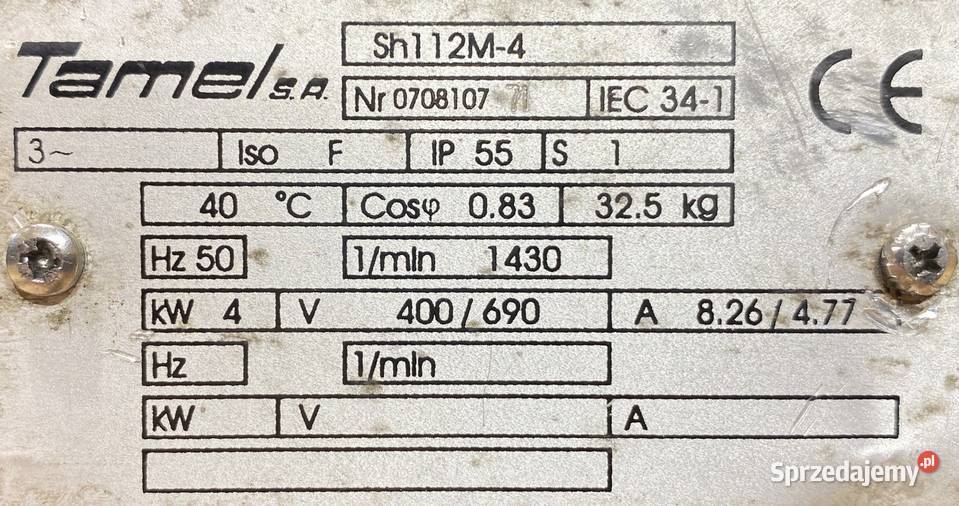 Tamel S.A.
Sh112M-4
Nr 0708107 71 IEC 34-1
CE
3~ Iso F IP 55 S 1
40 °C Cosφ 0.83 32.5 kg
Hz 50 1/min 1430
kW 4 V 400/690 A 8.26/4.77
Hz 1/min
kW V A
Sprzedajemy.pl